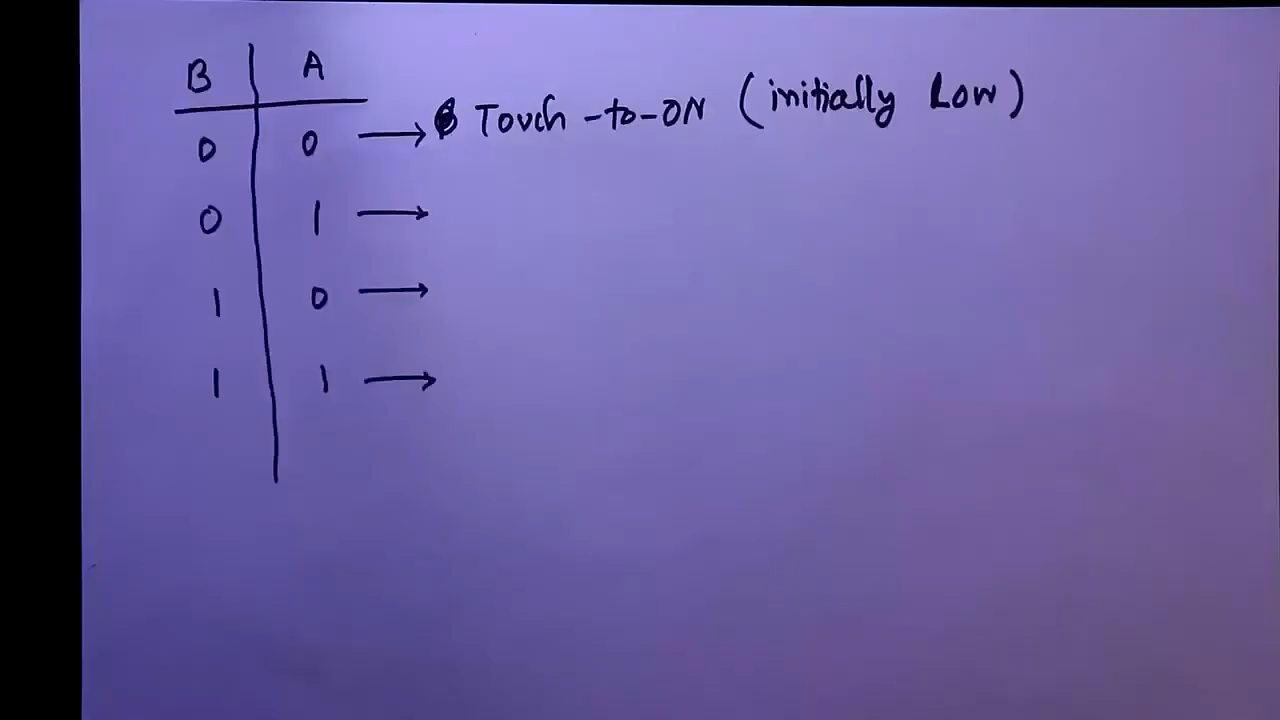 B A
0 0 → Touch-to-ON (initially Low)
0 1 →
1 0 →
1 1 →